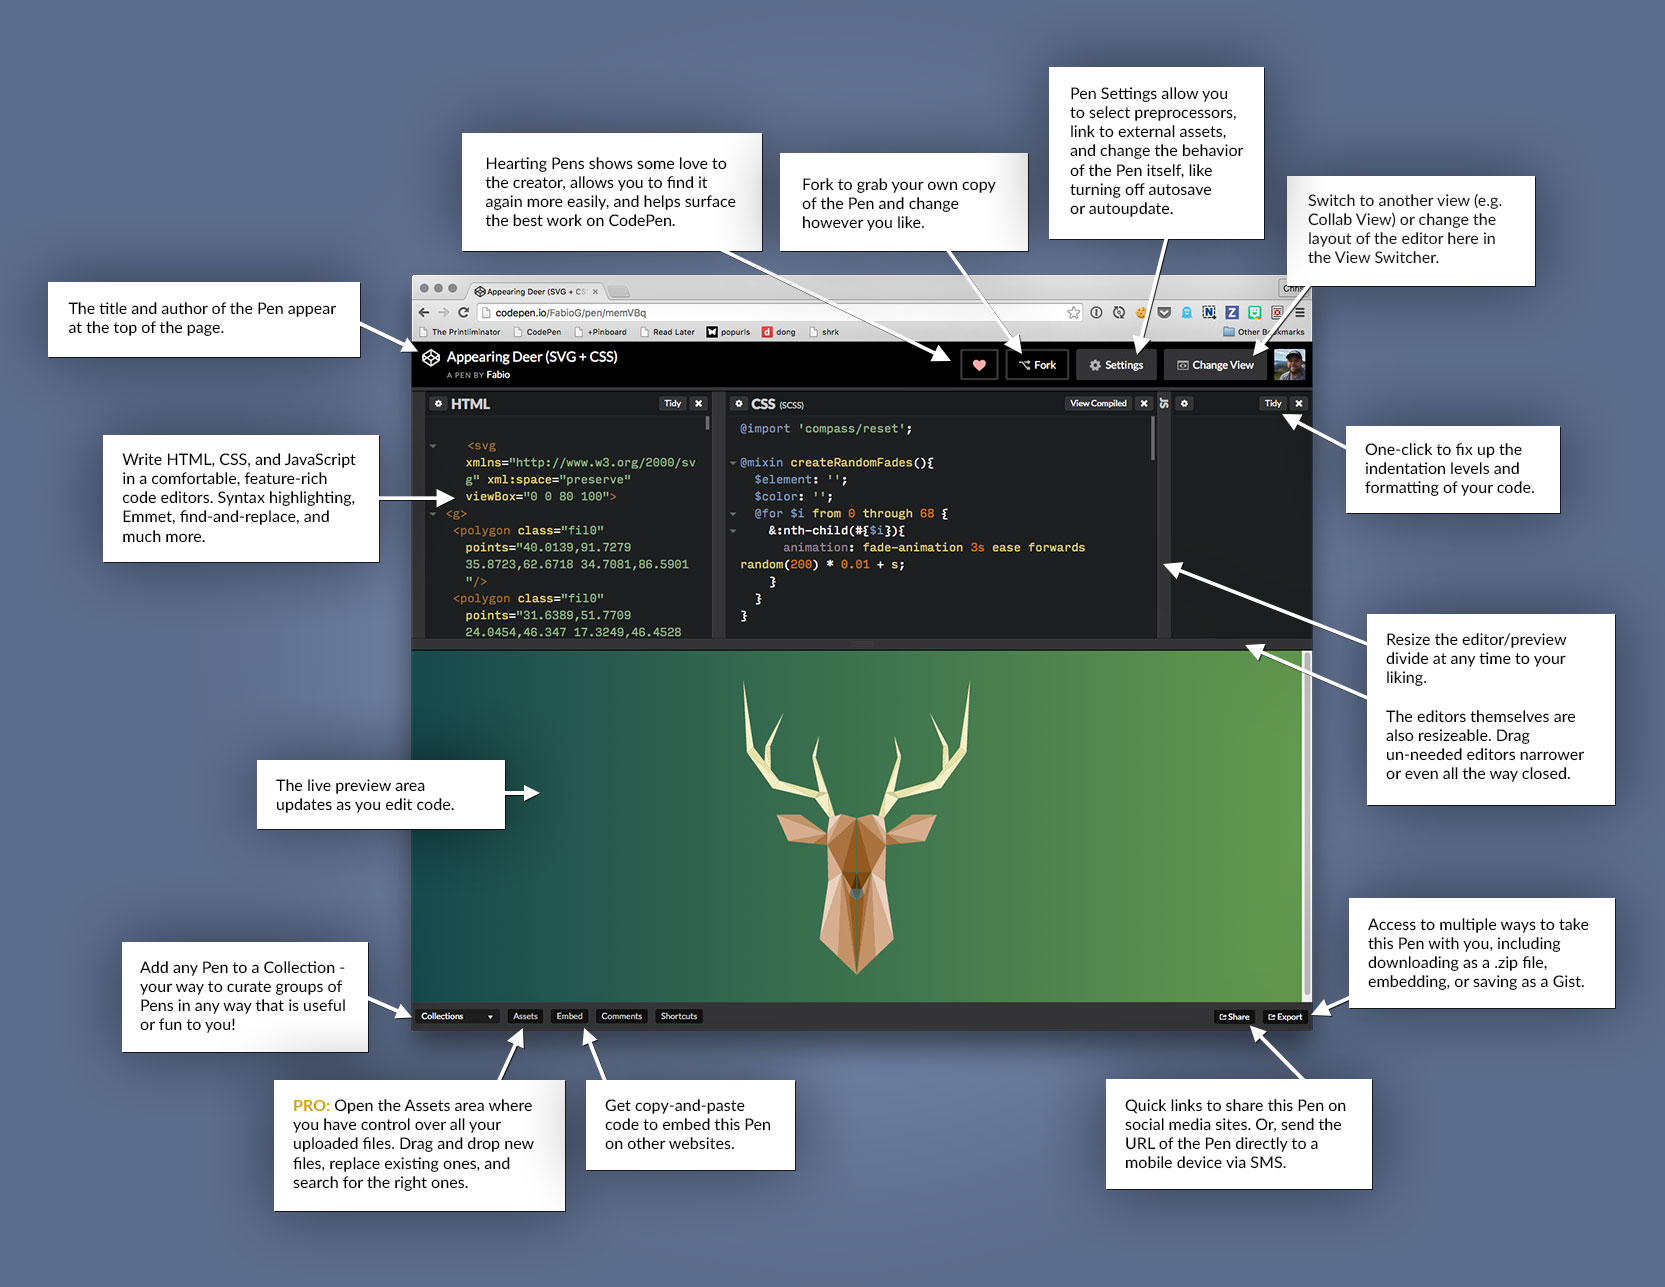 Pen Settings allow you
to select preprocessors,
link to external assets,
and change the behavior
of the Pen itself, like
turning off autosave
or autoupdate.
Hearting Pens shows some love to
the creator, allows you to find it
again more easily, and helps surface
the best work on CodePen.
Fork to grab your own copy
of the Pen and change
however you like.
Switch to another view (e.g.
Collab View) or change the
layout of the editor here in
the View Switcher.
The title and author of the Pen appear
at the top of the page.
Appearing Deer (SVG + CS
Chris
codepen.io/FabioG/pen/memVBq
The Printliminator
CodePen
+Pinboard
Read Later
popurls
dong
shrk
Other Bookmarks
Appearing Deer (SVG + CSS)
A PEN BY Fabio
Fork
Settings
Change View
HTML
Tidy
CSS (SCSS)
View Compiled
JS
Tidy
<svg
xmlns="http://www.w3.org/2000/sv
g" xml:space="preserve"
viewBox="0 0 80 100">
<g>
<polygon class="fil0"
points="40.0139,91.7279
35.8723,62.6718 34.7081,86.5901
"/>
<polygon class="fil0"
points="31.6389,51.7709
24.0454,46.347 17.3249,46.4528
@import 'compass/reset';
@mixin createRandomFades(){
$element: '';
$color: '';
@for $i from 0 through 68 {
&:nth-child(#{$i}){
animation: fade-animation 3s ease forwards
random(200) * 0.01 + s;
}
}
}
Write HTML, CSS, and JavaScript
in a comfortable, feature-rich
code editors. Syntax highlighting,
Emmet, find-and-replace, and
much more.
One-click to fix up the
indentation levels and
formatting of your code.
Resize the editor/preview
divide at any time to your
liking.
The editors themselves are
also resizeable. Drag
un-needed editors narrower
or even all the way closed.
The live preview area
updates as you edit code.
Access to multiple ways to take
this Pen with you, including
downloading as a .zip file,
embedding, or saving as a Gist.
Add any Pen to a Collection -
your way to curate groups of
Pens in any way that is useful
or fun to you!
Collections
Assets
Embed
Comments
Shortcuts
Share
Export
PRO: Open the Assets area where
you have control over all your
uploaded files. Drag and drop new
files, replace existing ones, and
search for the right ones.
Get copy-and-paste
code to embed this Pen
on other websites.
Quick links to share this Pen on
social media sites. Or, send the
URL of the Pen directly to a
mobile device via SMS.